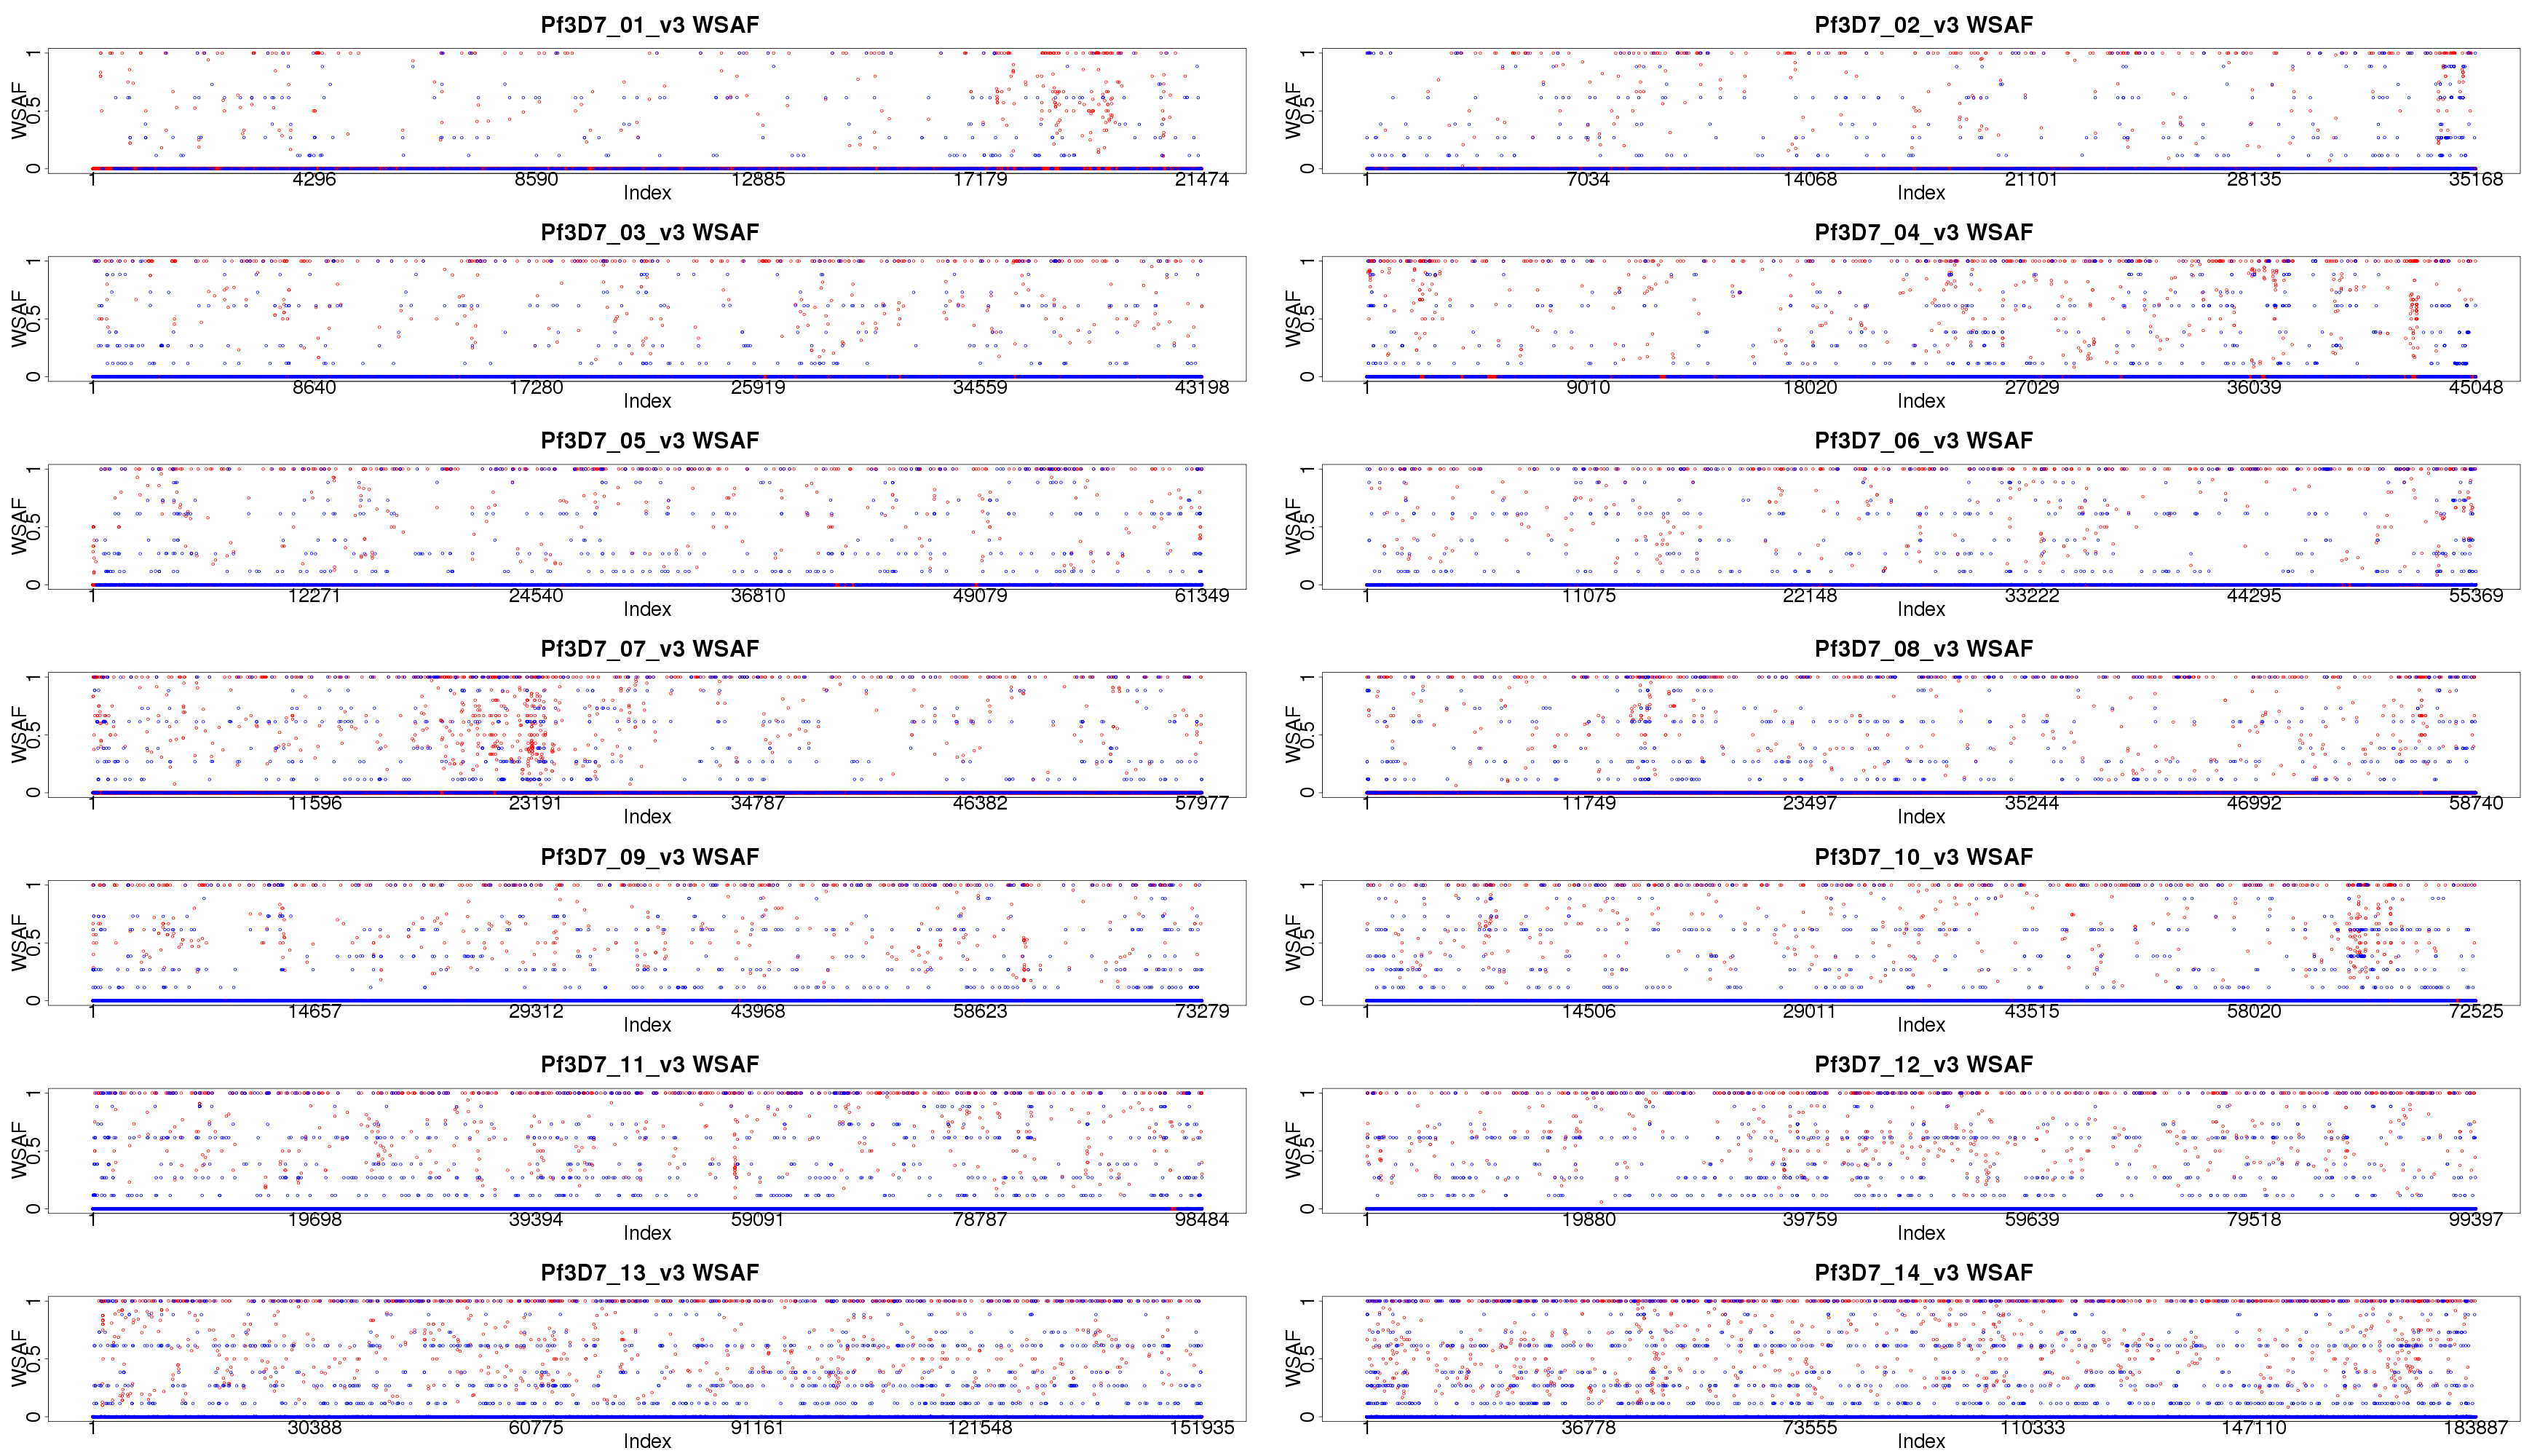 Pf3D7_01_v3 WSAF
WSAF
1
0.5
0
1 4296 8590 12885 17179 21474
Index
Pf3D7_02_v3 WSAF
WSAF
1
0.5
0
1 7034 14068 21101 28135 35168
Index
Pf3D7_03_v3 WSAF
WSAF
1
0.5
0
1 8640 17280 25919 34559 43198
Index
Pf3D7_04_v3 WSAF
WSAF
1
0.5
0
1 9010 18020 27029 36039 45048
Index
Pf3D7_05_v3 WSAF
WSAF
1
0.5
0
1 12271 24540 36810 49079 61349
Index
Pf3D7_06_v3 WSAF
WSAF
1
0.5
0
1 11075 22148 33222 44295 55369
Index
Pf3D7_07_v3 WSAF
WSAF
1
0.5
0
1 11596 23191 34787 46382 57977
Index
Pf3D7_08_v3 WSAF
WSAF
1
0.5
0
1 11749 23497 35244 46992 58740
Index
Pf3D7_09_v3 WSAF
WSAF
1
0.5
0
1 14657 29312 43968 58623 73279
Index
Pf3D7_10_v3 WSAF
WSAF
1
0.5
0
1 14506 29011 43515 58020 72525
Index
Pf3D7_11_v3 WSAF
WSAF
1
0.5
0
1 19698 39394 59091 78787 98484
Index
Pf3D7_12_v3 WSAF
WSAF
1
0.5
0
1 19880 39759 59639 79518 99397
Index
Pf3D7_13_v3 WSAF
WSAF
1
0.5
0
1 30388 60775 91161 121548 151935
Index
Pf3D7_14_v3 WSAF
WSAF
1
0.5
0
1 36778 73555 110333 147110 183887
Index